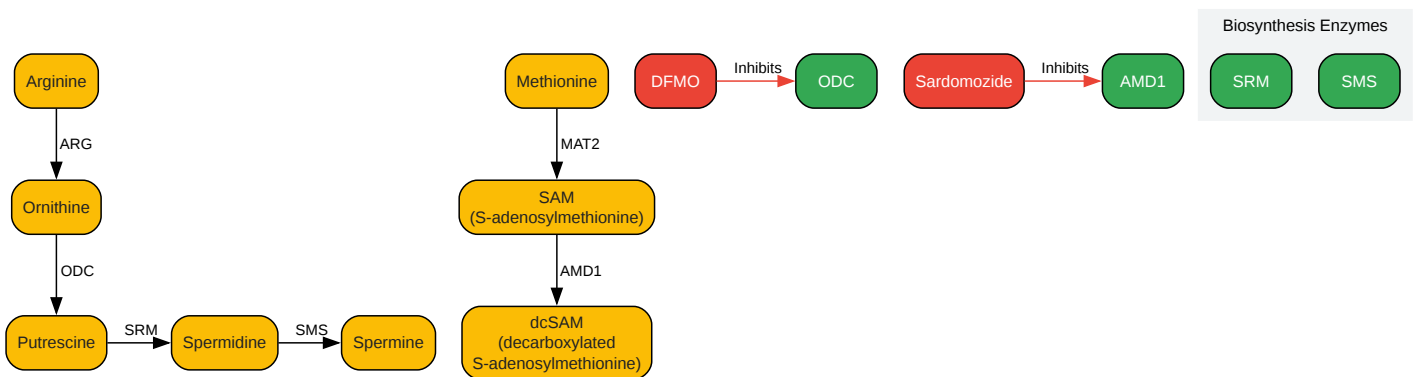 Biosynthesis Enzymes
Arginine
Methionine
DFMO
Inhibits
ODC
Sardomozide
Inhibits
AMD1
SRM
SMS
ARG
MAT2
Ornithine
SAM
(S-adenosylmethionine)
ODC
AMD1
Putrescine
SRM
Spermidine
SMS
Spermine
dcSAM
(decarboxylated
S-adenosylmethionine)